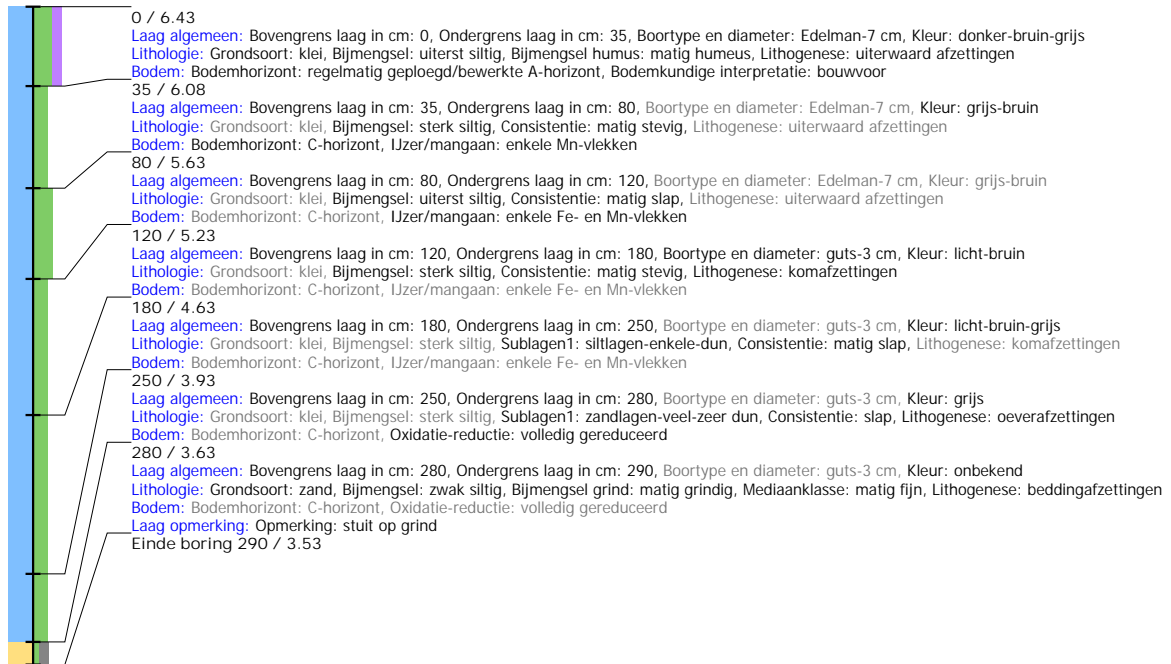 0 / 6.43
Laag algemeen: Bovengrens laag in cm: 0, Ondergrens laag in cm: 35, Boortype en diameter: Edelman-7 cm, Kleur: donker-bruin-grijs
Lithologie: Grondsoort: klei, Bijmengsel: uiterst siltig, Bijmengsel humus: matig humeus, Lithogenese: uiterwaard afzettingen
Bodem: Bodemhorizont: regelmatig geploegd/bewerkte A-horizont, Bodemkundige interpretatie: bouwvoor
35 / 6.08
Laag algemeen: Bovengrens laag in cm: 35, Ondergrens laag in cm: 80, Boortype en diameter: Edelman-7 cm, Kleur: grijs-bruin
Lithologie: Grondsoort: klei, Bijmengsel: sterk siltig, Consistentie: matig stevig, Lithogenese: uiterwaard afzettingen
Bodem: Bodemhorizont: C-horizont, IJzer/mangaan: enkele Mn-vlekken
80 / 5.63
Laag algemeen: Bovengrens laag in cm: 80, Ondergrens laag in cm: 120, Boortype en diameter: Edelman-7 cm, Kleur: grijs-bruin
Lithologie: Grondsoort: klei, Bijmengsel: uiterst siltig, Consistentie: matig slap, Lithogenese: uiterwaard afzettingen
Bodem: Bodemhorizont: C-horizont, IJzer/mangaan: enkele Fe- en Mn-vlekken
120 / 5.23
Laag algemeen: Bovengrens laag in cm: 120, Ondergrens laag in cm: 180, Boortype en diameter: guts-3 cm, Kleur: licht-bruin
Lithologie: Grondsoort: klei, Bijmengsel: sterk siltig, Consistentie: matig stevig, Lithogenese: komafzettingen
Bodem: Bodemhorizont: C-horizont, IJzer/mangaan: enkele Fe- en Mn-vlekken
180 / 4.63
Laag algemeen: Bovengrens laag in cm: 180, Ondergrens laag in cm: 250, Boortype en diameter: guts-3 cm, Kleur: licht-bruin-grijs
Lithologie: Grondsoort: klei, Bijmengsel: sterk siltig, Sublagen1: siltlagen-enkele-dun, Consistentie: matig slap, Lithogenese: komafzettingen
Bodem: Bodemhorizont: C-horizont, IJzer/mangaan: enkele Fe- en Mn-vlekken
250 / 3.93
Laag algemeen: Bovengrens laag in cm: 250, Ondergrens laag in cm: 280, Boortype en diameter: guts-3 cm, Kleur: grijs
Lithologie: Grondsoort: klei, Bijmengsel: sterk siltig, Sublagen1: zandlagen-veel-zeer dun, Consistentie: slap, Lithogenese: oeverafzettingen
Bodem: Bodemhorizont: C-horizont, Oxidatie-reductie: volledig gereduceerd
280 / 3.63
Laag algemeen: Bovengrens laag in cm: 280, Ondergrens laag in cm: 290, Boortype en diameter: guts-3 cm, Kleur: onbekend
Lithologie: Grondsoort: zand, Bijmengsel: zwak siltig, Bijmengsel grind: matig grindig, Mediaanklasse: matig fijn, Lithogenese: beddingafzettingen
Bodem: Bodemhorizont: C-horizont, Oxidatie-reductie: volledig gereduceerd
Laag opmerking: Opmerking: stuit op grind
Einde boring 290 / 3.53